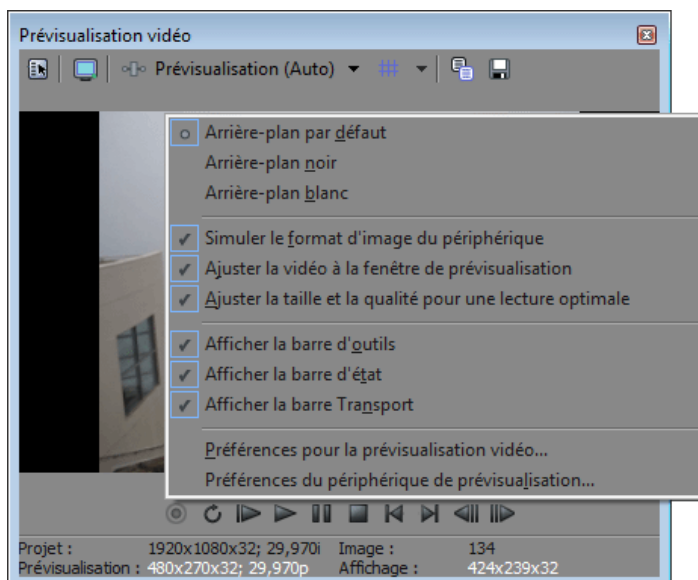 Prévisualisation vidéo
Prévisualisation (Auto)
Arrière-plan par défaut
Arrière-plan noir
Arrière-plan blanc
Simuler le format d'image du périphérique
Ajuster la vidéo à la fenêtre de prévisualisation
Ajuster la taille et la qualité pour une lecture optimale
Afficher la barre d'outils
Afficher la barre d'état
Afficher la barre Transport
Préférences pour la prévisualisation vidéo...
Préférences du périphérique de prévisualisation...
Projet : 1920x1080x32; 29,970i Image : 134
Prévisualisation : 480x270x32; 29,970p Affichage : 424x239x32